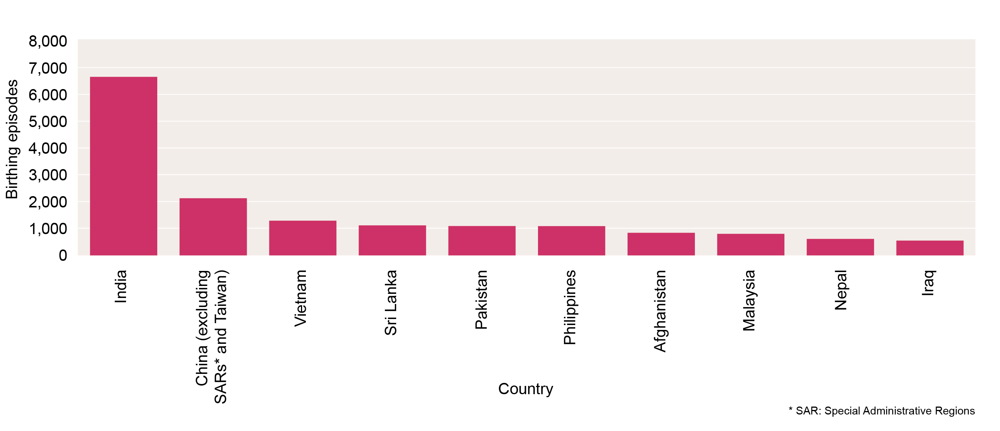 8,000
7,000
6,000
5,000
4,000
3,000
2,000
1,000
0
Birthing episodes
India
China (excluding
SARs* and Taiwan)
Vietnam
Sri Lanka
Pakistan
Philippines
Afghanistan
Malaysia
Nepal
Iraq
Country
* SAR: Special Administrative Regions